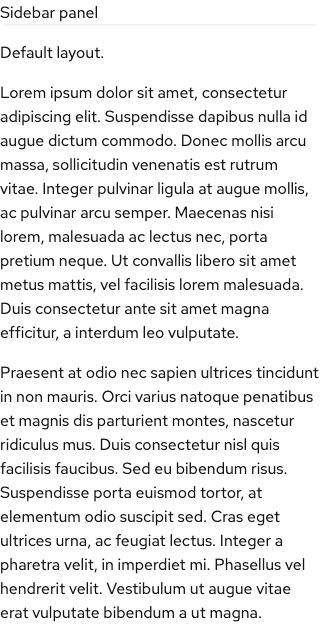 Sidebar panel
Default layout.
Lorem ipsum dolor sit amet, consectetur
adipiscing elit. Suspendisse dapibus nulla id
augue dictum commodo. Donec mollis arcu
massa, sollicitudin venenatis est rutrum
vitae. Integer pulvinar ligula at augue mollis,
ac pulvinar arcu semper. Maecenas nisi
lorem, malesuada ac lectus nec, porta
pretium neque. Ut convallis libero sit amet
metus mattis, vel facilisis lorem malesuada.
Duis consectetur ante sit amet magna
efficitur, a interdum leo vulputate.
Praesent at odio nec sapien ultrices tincidunt
in non mauris. Orci varius natoque penatibus
et magnis dis parturient montes, nascetur
ridiculus mus. Duis consectetur nisl quis
facilisis faucibus. Sed eu bibendum risus.
Suspendisse porta euismod tortor, at
elementum odio suscipit sed. Cras eget
ultrices urna, ac feugiat lectus. Integer a
pharetra velit, in imperdiet mi. Phasellus vel
hendrerit velit. Vestibulum ut augue vitae
erat vulputate bibendum a ut magna.